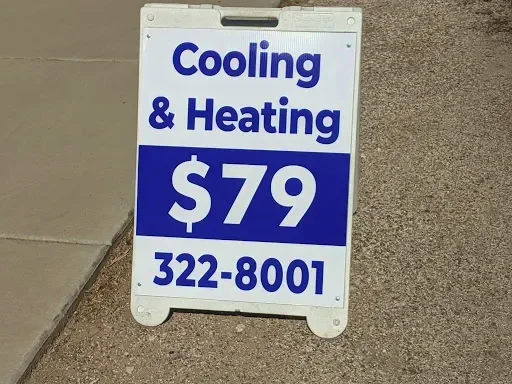 Cooling
& Heating
$79
322-8001